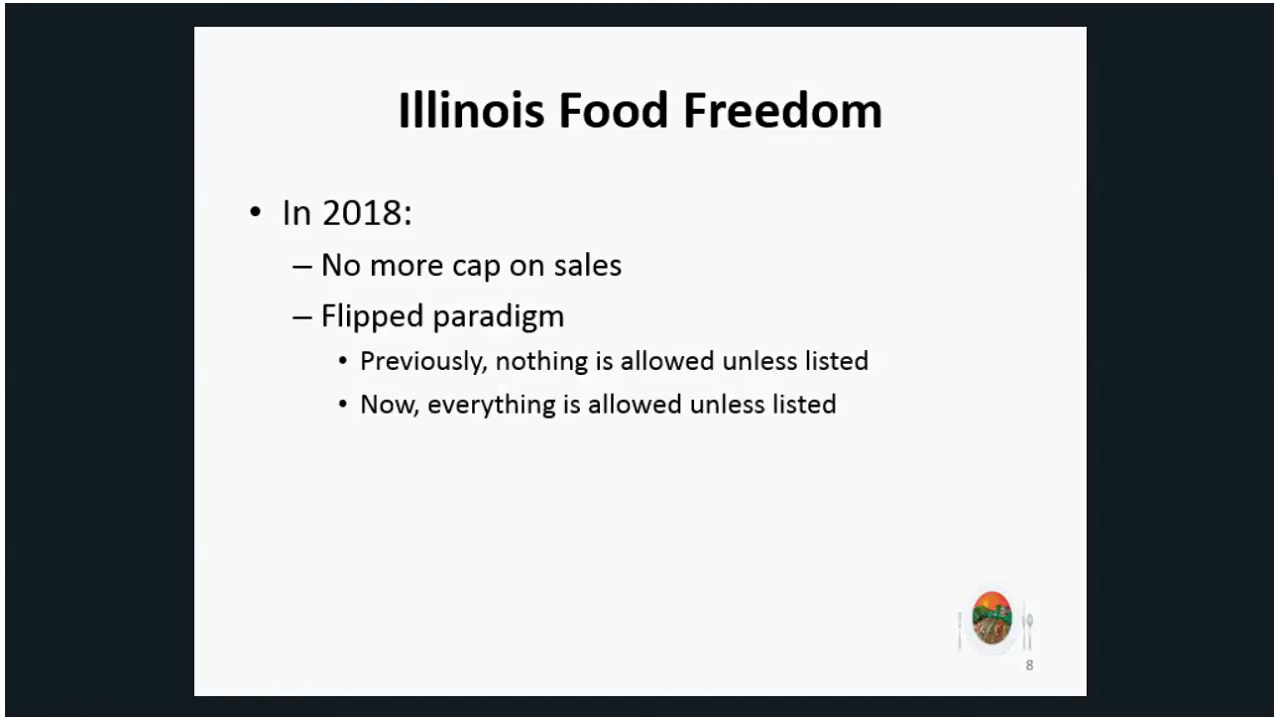 Illinois Food Freedom
• In 2018:
– No more cap on sales
– Flipped paradigm
• Previously, nothing is allowed unless listed
• Now, everything is allowed unless listed
8